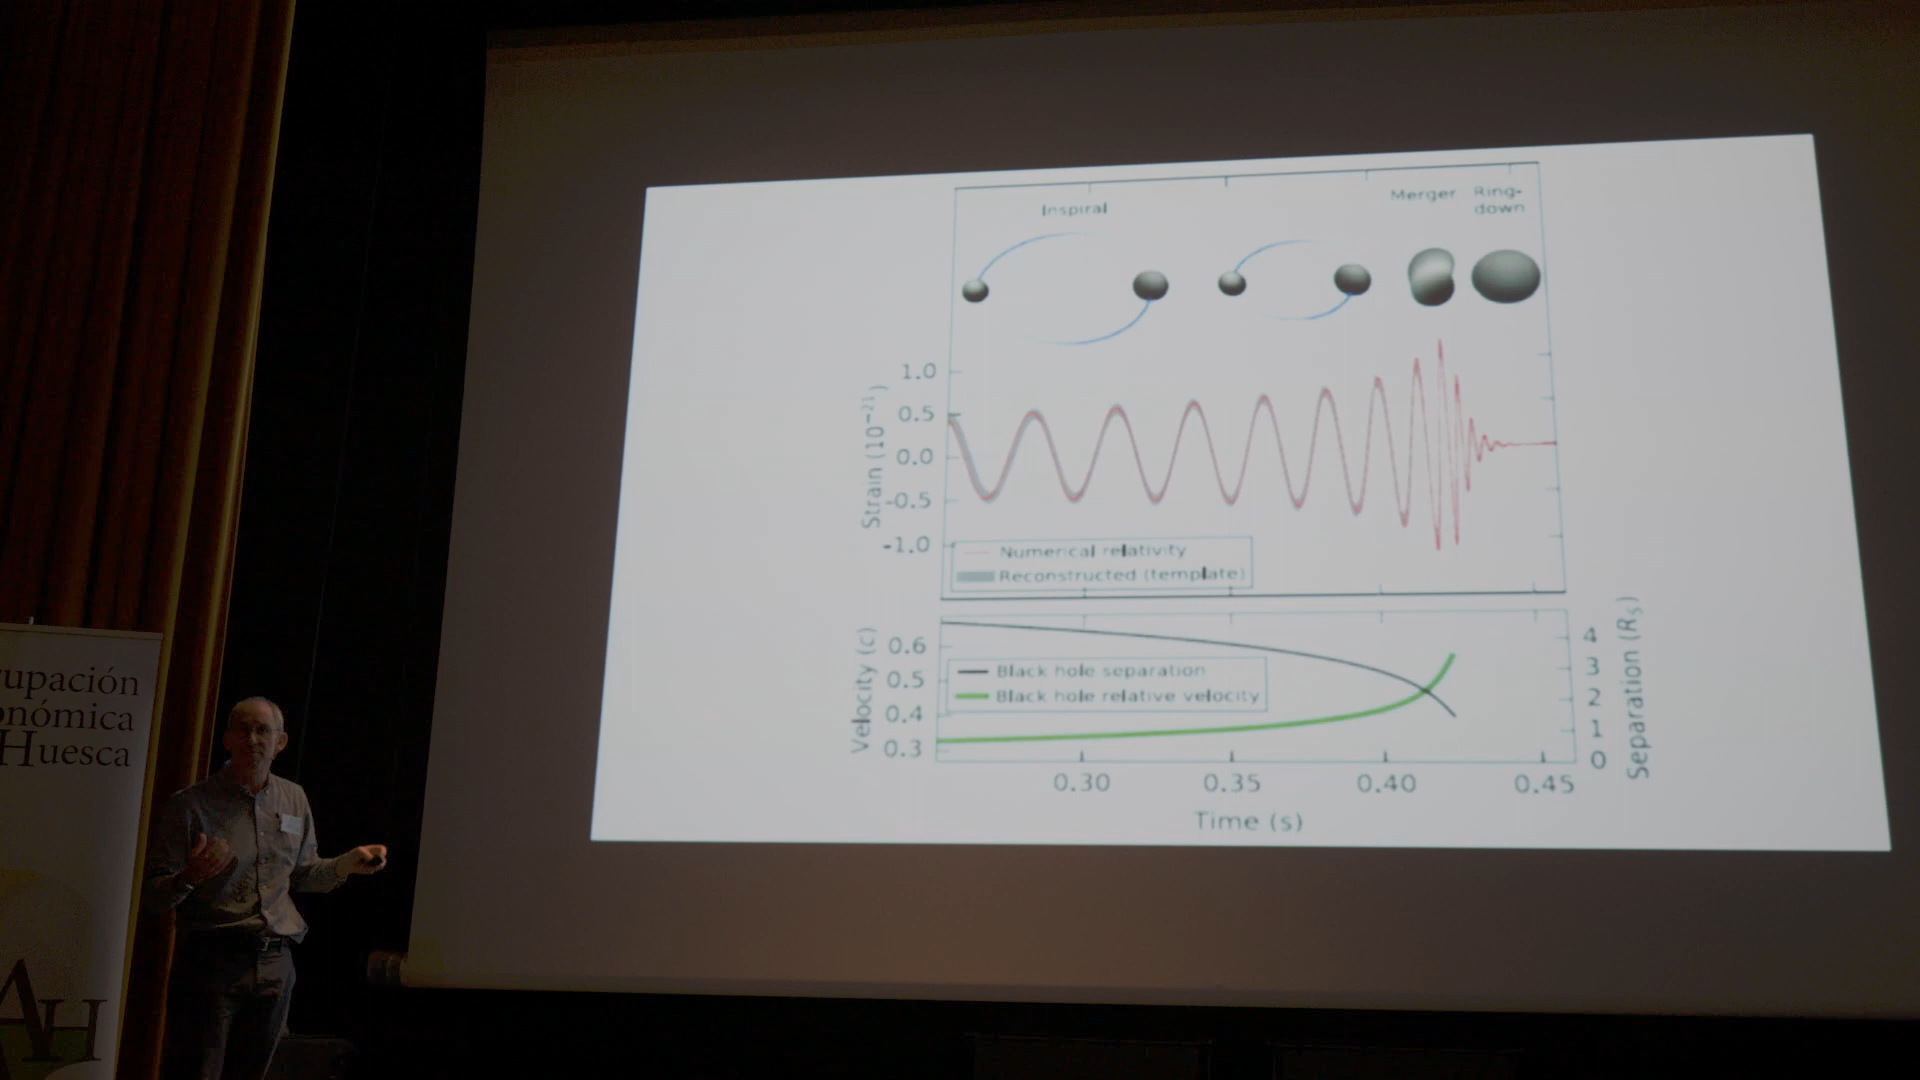 Inspiral
Merger
Ring-
down
Strain (10⁻²¹)
1.0
0.5
0.0
-0.5
-1.0
Numerical relativity
Reconstructed (template)
Velocity (c)
0.6
0.5
0.4
0.3
Black hole separation
Black hole relative velocity
4
3
2
1
0
Separation (R_S)
0.30 0.35 0.40 0.45
Time (s)
upación
onómica
Huesca
AH